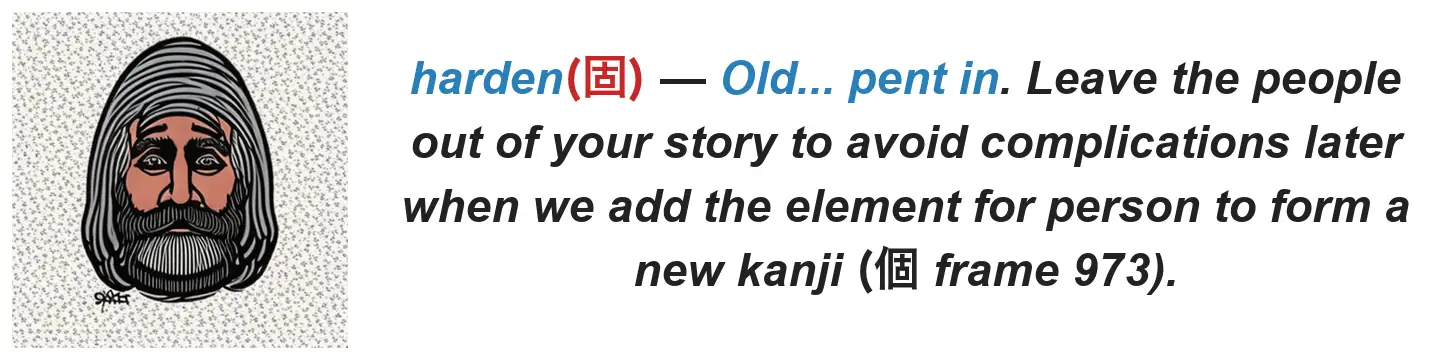 harden(固) — Old... pent in. Leave the people
out of your story to avoid complications later
when we add the element for person to form a
new kanji (個 frame 973).